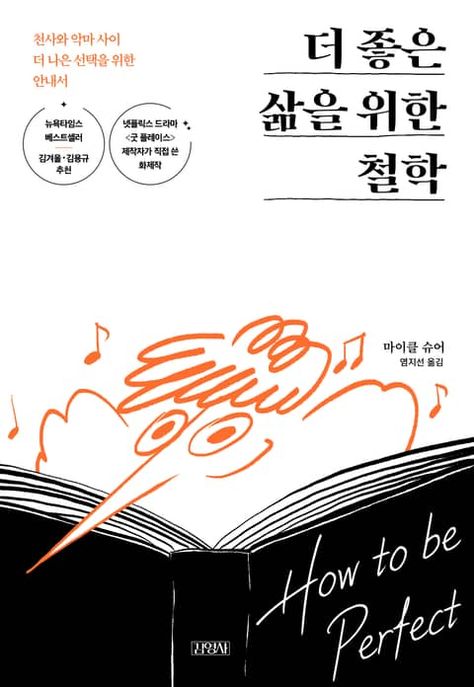 천사와 악마 사이
더 나은 선택을 위한
안내서
뉴욕타임스
베스트셀러
김겨울·김용규
추천
넷플릭스 드라마
<굿 플레이스>
제작자가 직접 쓴
화제작
더 좋은
삶을 위한
철학
마이클 슈어
염지선 옮김
How to be
Perfect
김영사